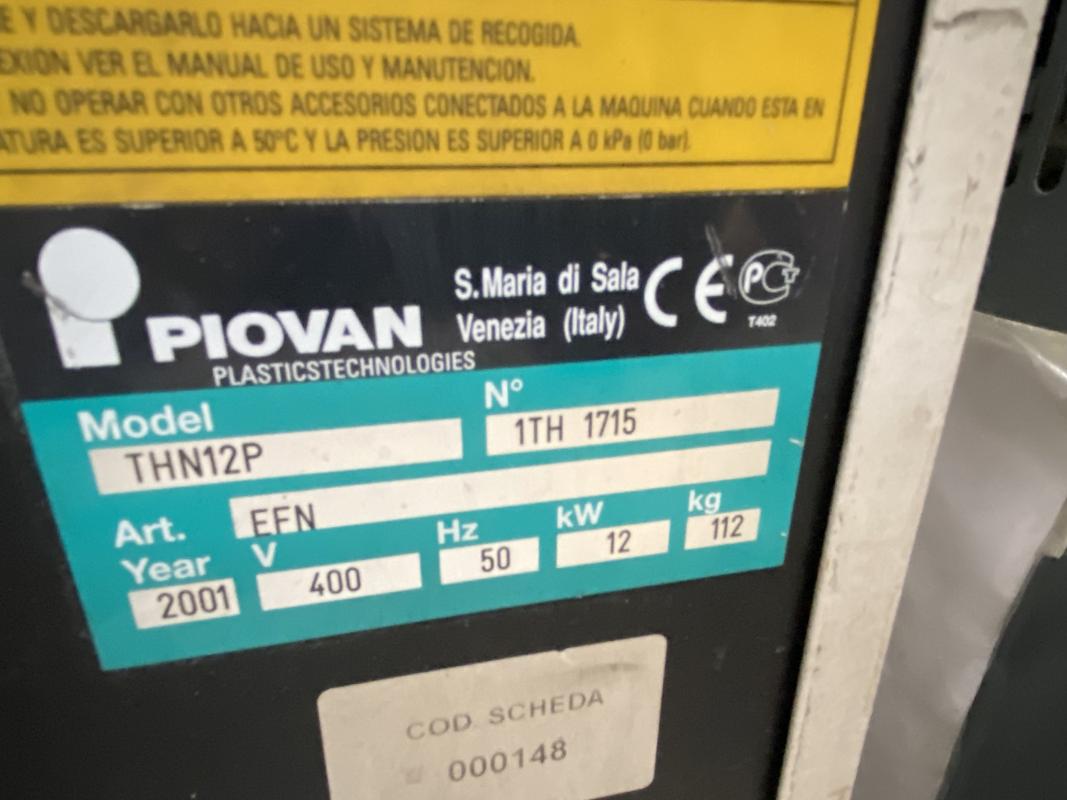 E Y DESCARGARLO HACIA UN SISTEMA DE RECOGIDA.
EXION VER EL MANUAL DE USO Y MANUTENCION.
NO OPERAR CON OTROS ACCESORIOS CONECTADOS A LA MAQUINA CUANDO ESTA EN
ATURA ES SUPERIOR A 50°C Y LA PRESION ES SUPERIOR A 0 kPa (0 bar).
PIOVAN
PLASTICSTECHNOLOGIES
S.Maria di Sala
Venezia (Italy)
CE
PCT
T402
Model
THN12P
N°
1TH 1715
Art.
EFN
Year
2001
V
400
Hz
50
kW
12
kg
112
COD. SCHEDA
000148